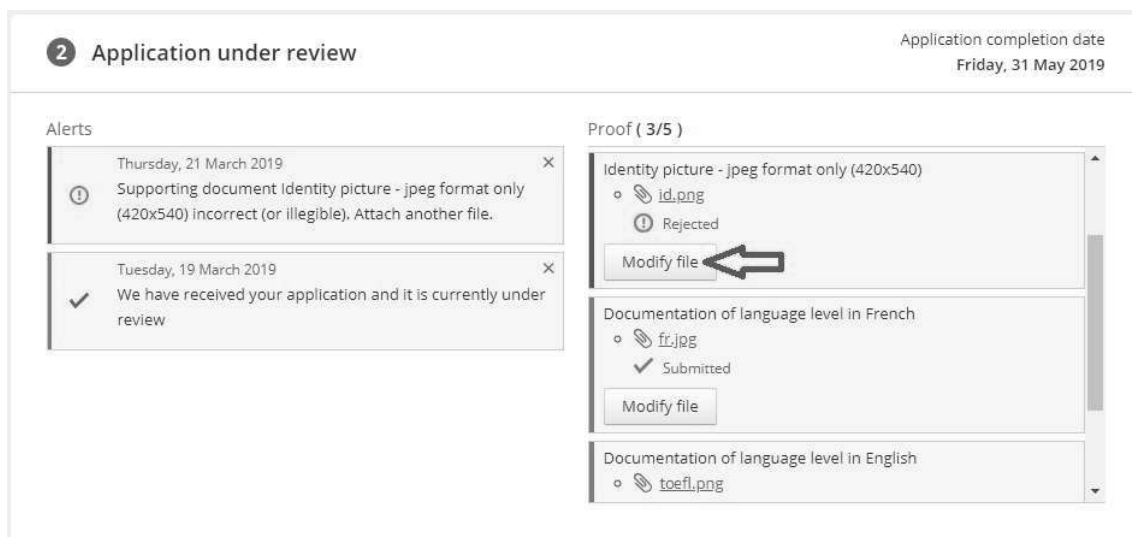 2 Application under review
Application completion date
Friday, 31 May 2019
Alerts
Thursday, 21 March 2019
Supporting document Identity picture - jpeg format only
(420x540) incorrect (or illegible). Attach another file.
Tuesday, 19 March 2019
We have received your application and it is currently under
review
Proof ( 3/5 )
Identity picture - jpeg format only (420x540)
id.png
Rejected
Modify file
Documentation of language level in French
fr.jpg
Submitted
Modify file
Documentation of language level in English
toefl.png